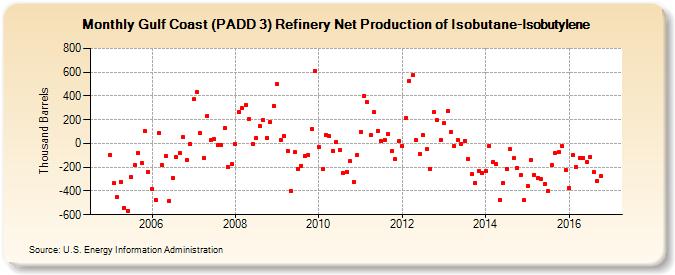 Monthly Gulf Coast (PADD 3) Refinery Net Production of Isobutane-Isobutylene
Thousand Barrels
800
600
400
200
0
-200
-400
-600
2006 2008 2010 2012 2014 2016
Source: U.S. Energy Information Administration